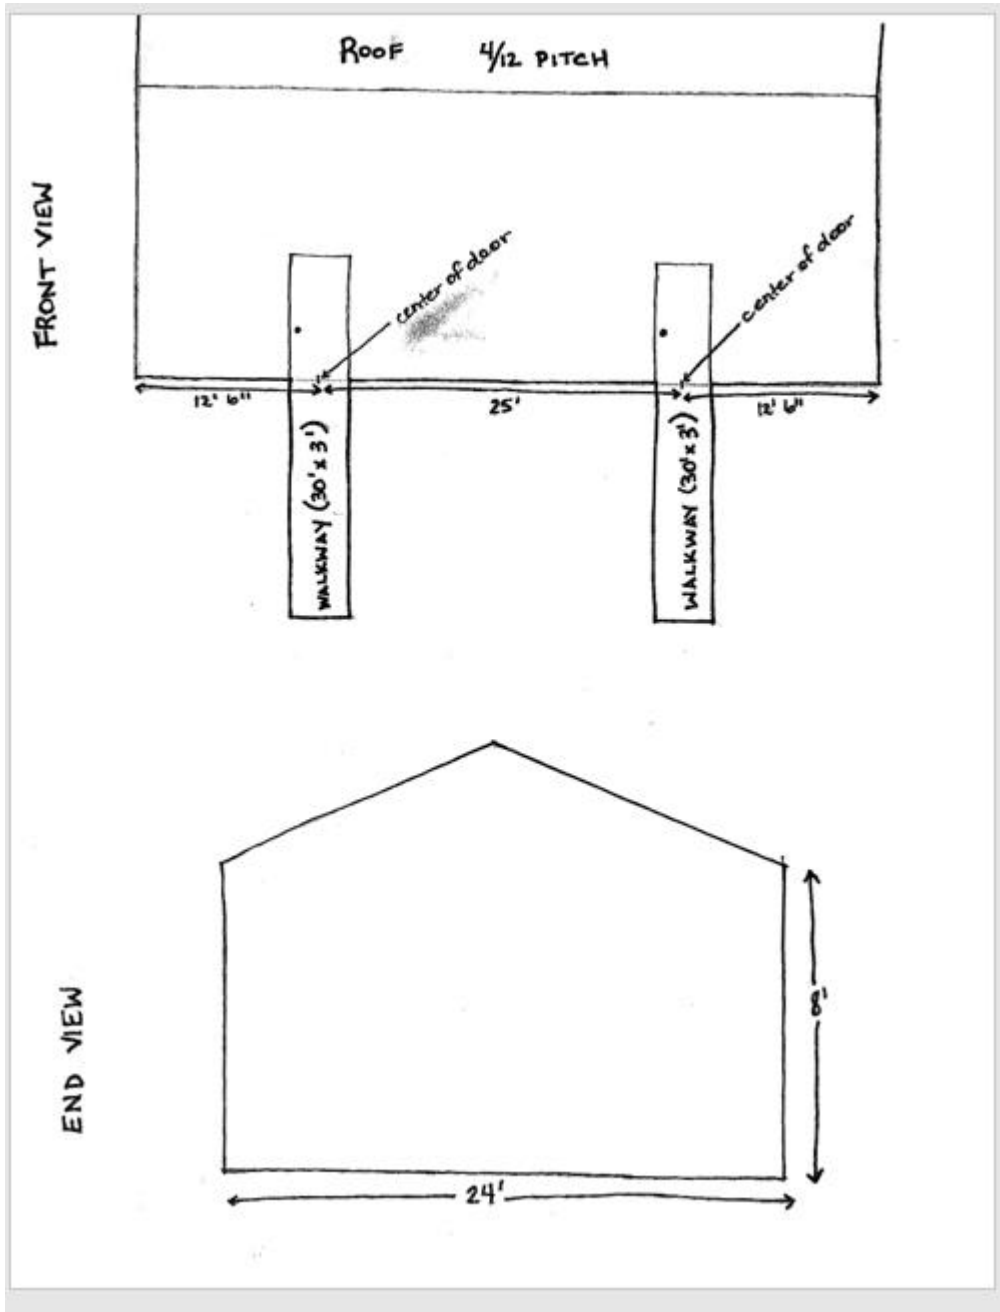 ROOF 4/12 PITCH
FRONT VIEW
center of door
center of door
12' 6"
25'
12' 6"
WALKWAY (30' x 3')
WALKWAY (30' x 3')
END VIEW
8'
24'